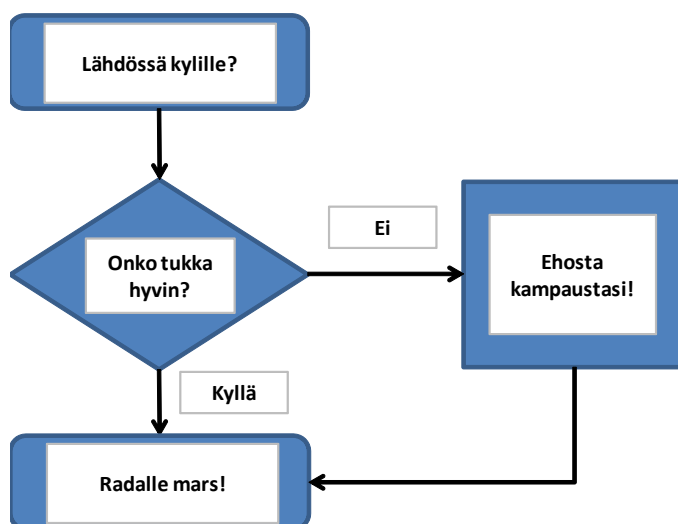 Lähdössä kylille?
Onko tukka
hyvin?
Ei
Ehosta
kampaustasi!
Kyllä
Radalle mars!